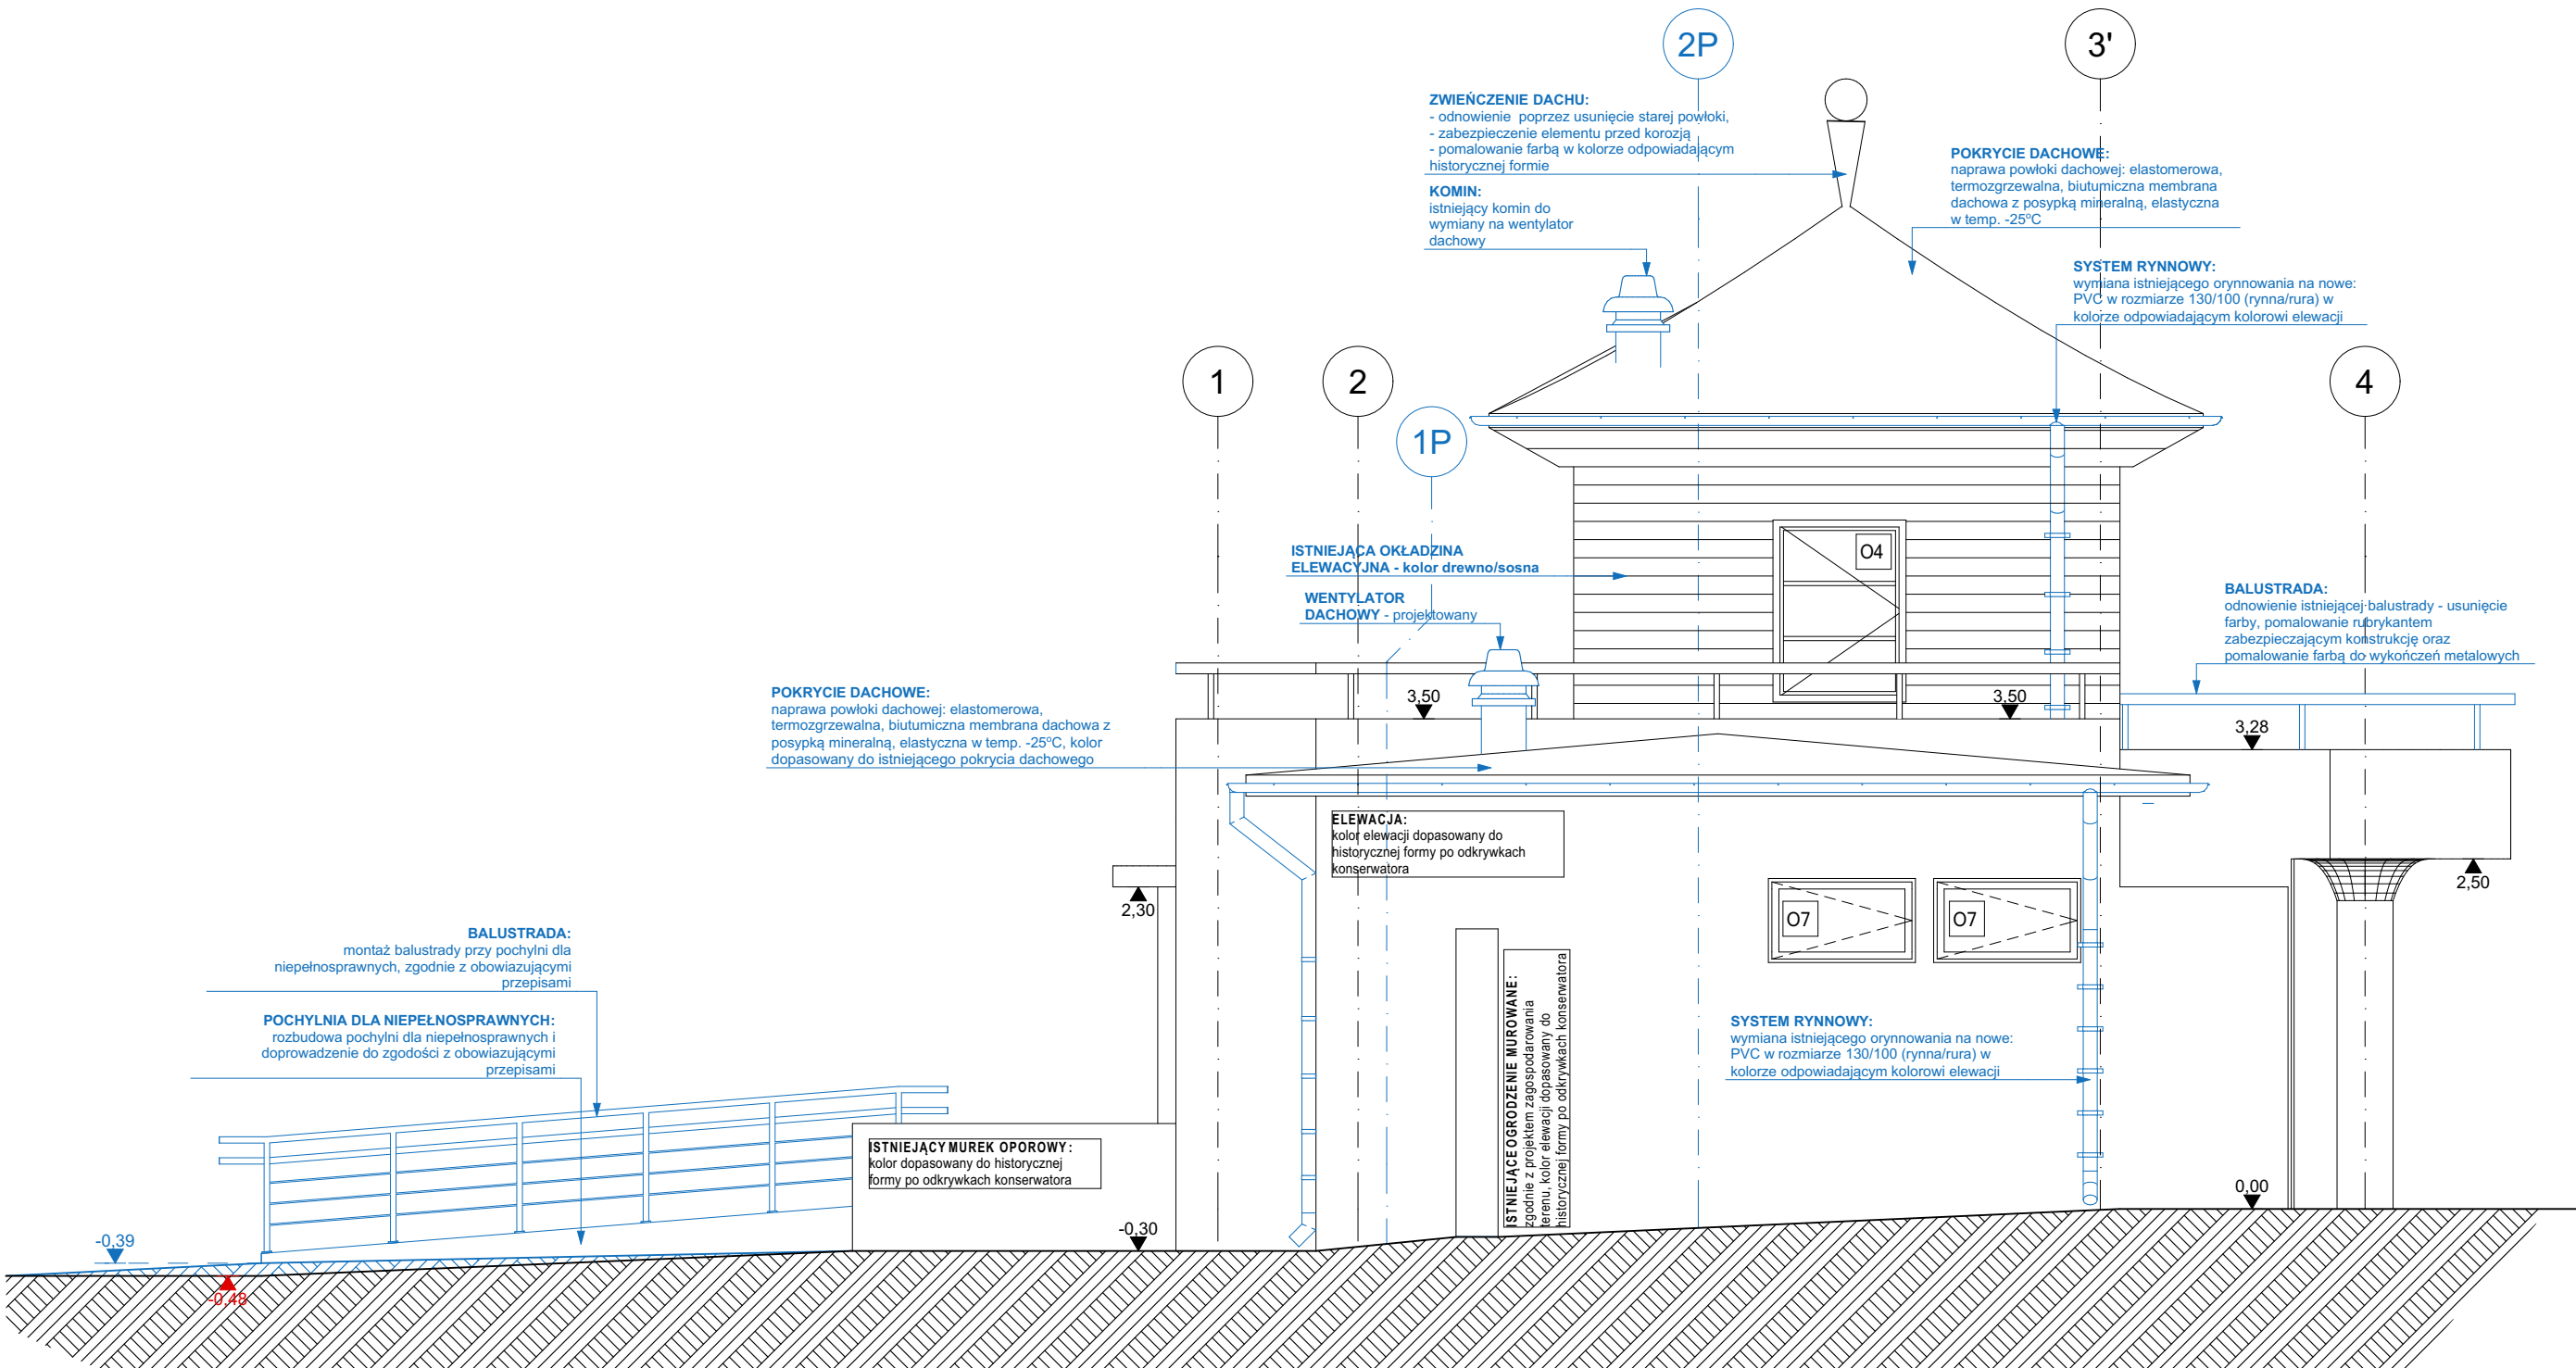 2P
3'
ZWIEŃCZENIE DACHU:
- odnowienie poprzez usunięcie starej powłoki,
- zabezpieczenie elementu przed korozją
- pomalowanie farbą w kolorze odpowiadającym
historycznej formie
KOMIN:
istniejący komin do
wymiany na wentylator
dachowy
POKRYCIE DACHOWE:
naprawa powłoki dachowej: elastomerowa,
termozgrzewalna, biutumiczna membrana
dachowa z posypką mineralną, elastyczna
w temp. -25°C
SYSTEM RYNNOWY:
wymiana istniejącego orynnowania na nowe:
PVC w rozmiarze 130/100 (rynna/rura) w
kolorze odpowiadającym kolorowi elewacji
1
2
1P
4
ISTNIEJĄCA OKŁADZINA
ELEWACYJNA - kolor drewno/sosna
O4
WENTYLATOR
DACHOWY - projektowany
BALUSTRADA:
odnowienie istniejącej balustrady - usunięcie
farby, pomalowanie rubrykantem
zabezpieczającym konstrukcję oraz
pomalowanie farbą do wykończeń metalowych
POKRYCIE DACHOWE:
naprawa powłoki dachowej: elastomerowa,
termozgrzewalna, biutumiczna membrana dachowa z
posypką mineralną, elastyczna w temp. -25°C, kolor
dopasowany do istniejącego pokrycia dachowego
3,50
3,50
3,28
ELEWACJA:
kolor elewacji dopasowany do
historycznej formy po odkrywkach
konserwatora
2,30
2,50
O7
O7
BALUSTRADA:
montaż balustrady przy pochylni dla
niepełnosprawnych, zgodnie z obowiazującymi
przepisami
POCHYLNIA DLA NIEPEŁNOSPRAWNYCH:
rozbudowa pochylni dla niepełnosprawnych i
doprowadzenie do zgodości z obowiazującymi
przepisami
ISTNIEJĄCE OGRODZENIE MUROWANE:
zgodnie z projektem zagospodarowania
terenu, kolor elewacji dopasowany do
historycznej formy po odkrywkach konserwatora
SYSTEM RYNNOWY:
wymiana istniejącego orynnowania na nowe:
PVC w rozmiarze 130/100 (rynna/rura) w
kolorze odpowiadającym kolorowi elewacji
ISTNIEJĄCY MUREK OPOROWY:
kolor dopasowany do historycznej
formy po odkrywkach konserwatora
0,00
-0,30
-0,39
-0,48